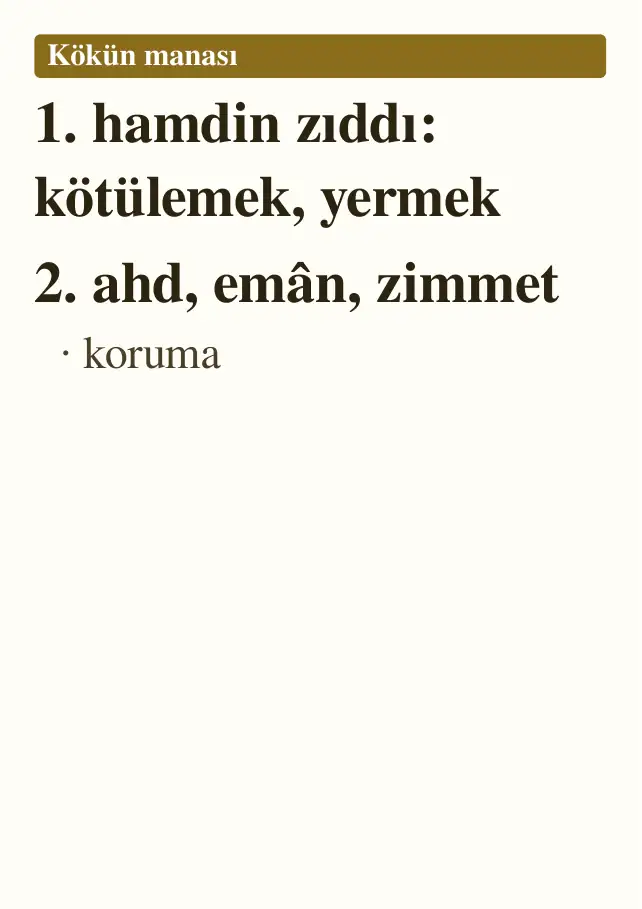 Kökün manası
1. hamdin zıddı:
kötülemek, yermek
2. ahd, emân, zimmet
· koruma